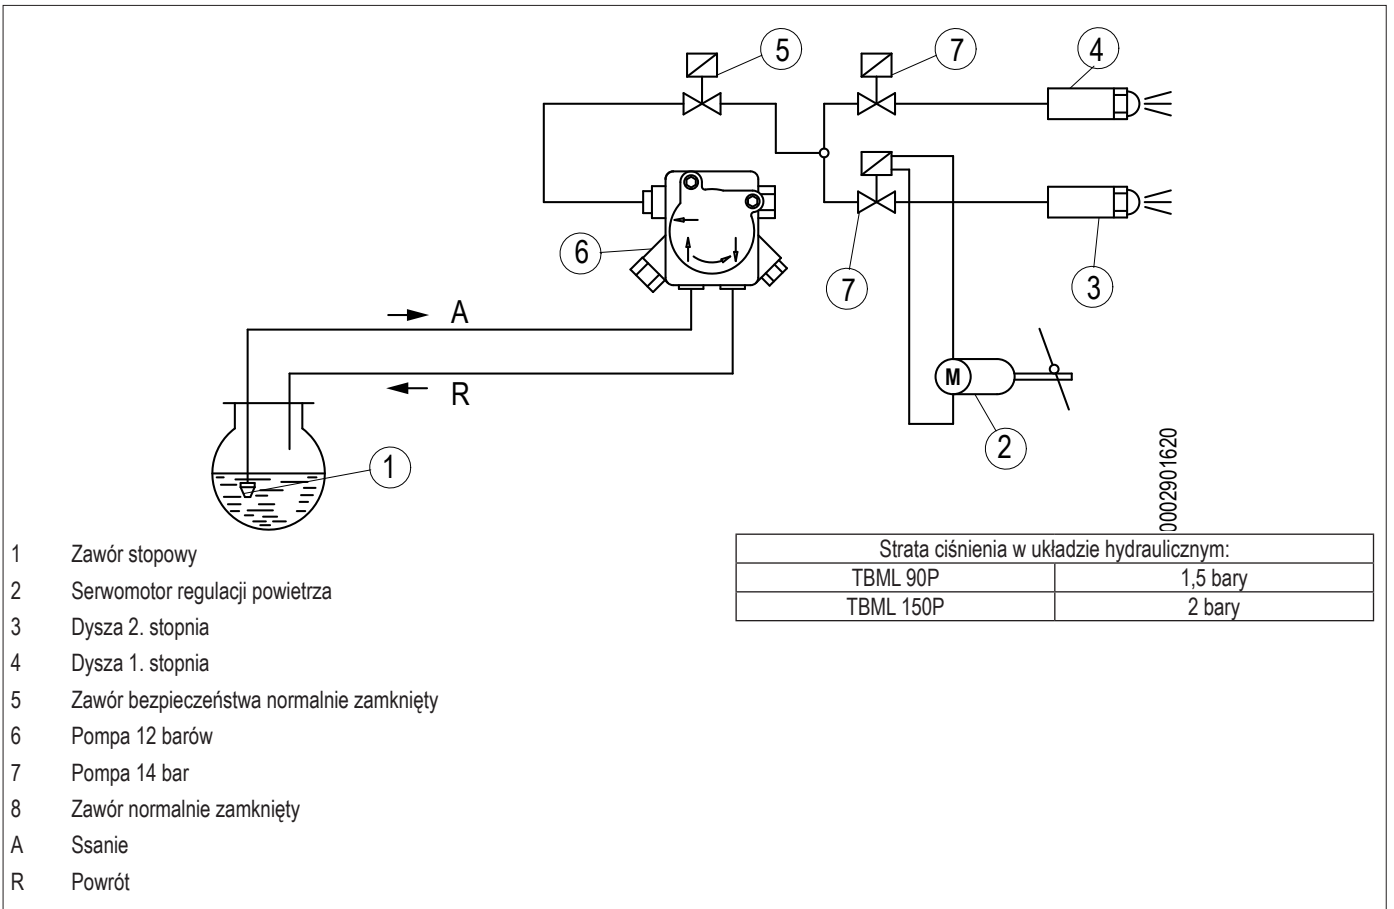 5
7
4
6
7
3
A
R
M
2
1
0002901620
1 Zawór stopowy
2 Serwomotor regulacji powietrza
3 Dysza 2. stopnia
4 Dysza 1. stopnia
5 Zawór bezpieczeństwa normalnie zamknięty
6 Pompa 12 barów
7 Pompa 14 bar
8 Zawór normalnie zamknięty
A Ssanie
R Powrót
Strata ciśnienia w układzie hydraulicznym:
TBML 90P 1,5 bary
TBML 150P 2 bary